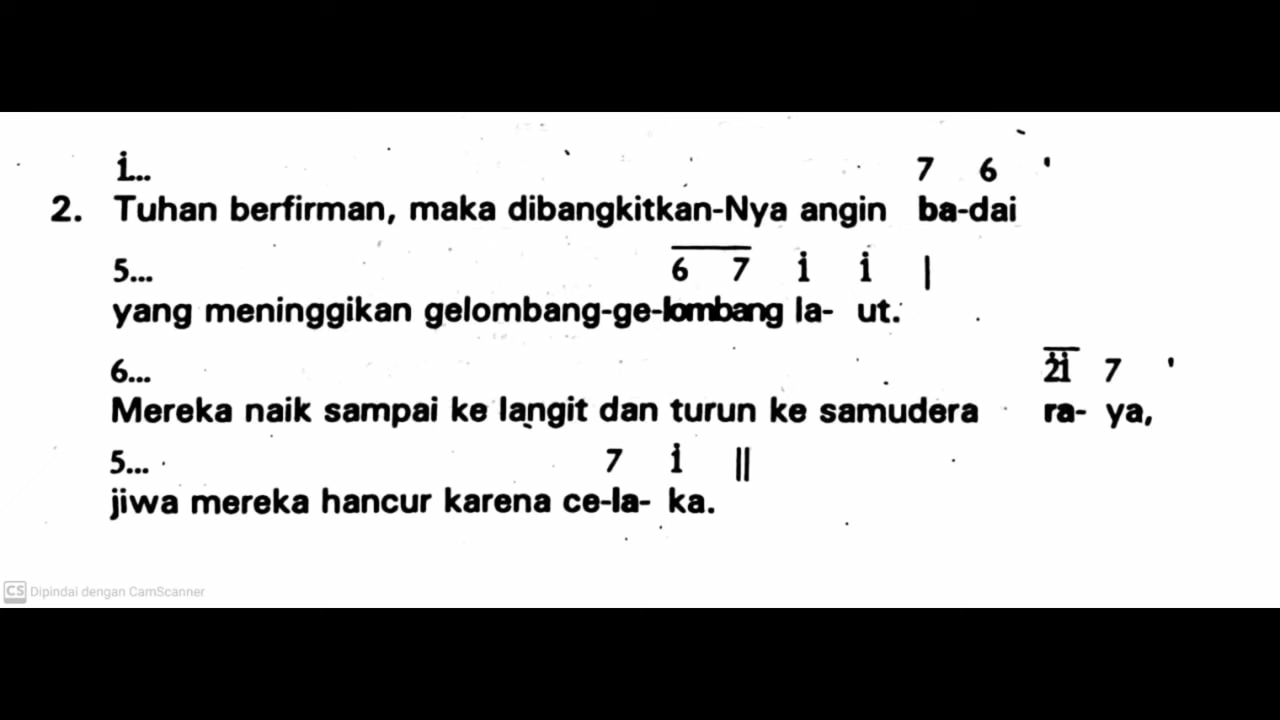 i... 7 6 '
2. Tuhan berfirman, maka dibangkitkan-Nya angin ba-dai
5... 6 7 i i |
yang meninggikan gelombang-ge-lombang la- ut.
6... 2i 7 '
Mereka naik sampai ke langit dan turun ke samudera ra- ya,
5... 7 i ||
jiwa mereka hancur karena ce-la- ka.
CS Dipindai dengan CamScanner